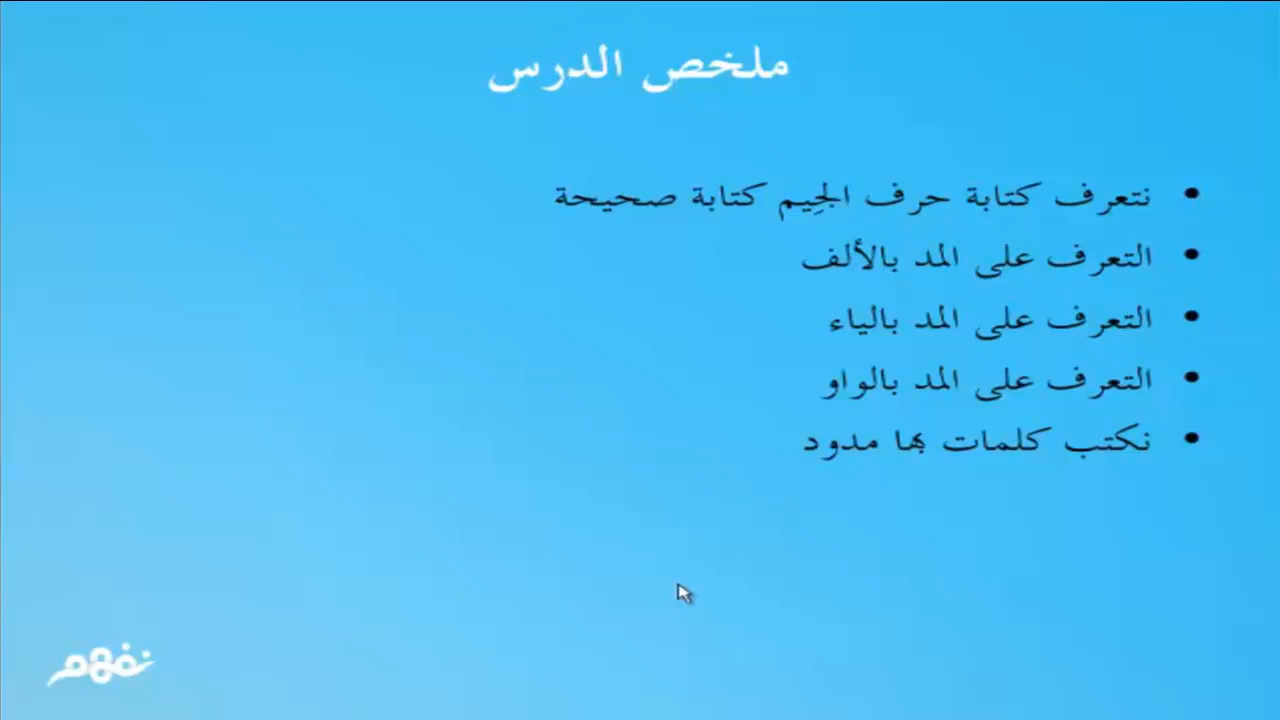 ملخص الدرس
• نتعرف كتابة حرف الجِيم كتابة صحيحة
• التعرف على المد بالألف
• التعرف على المد بالياء
• التعرف على المد بالواو
• نكتب كلمات بها مدود
نفهم